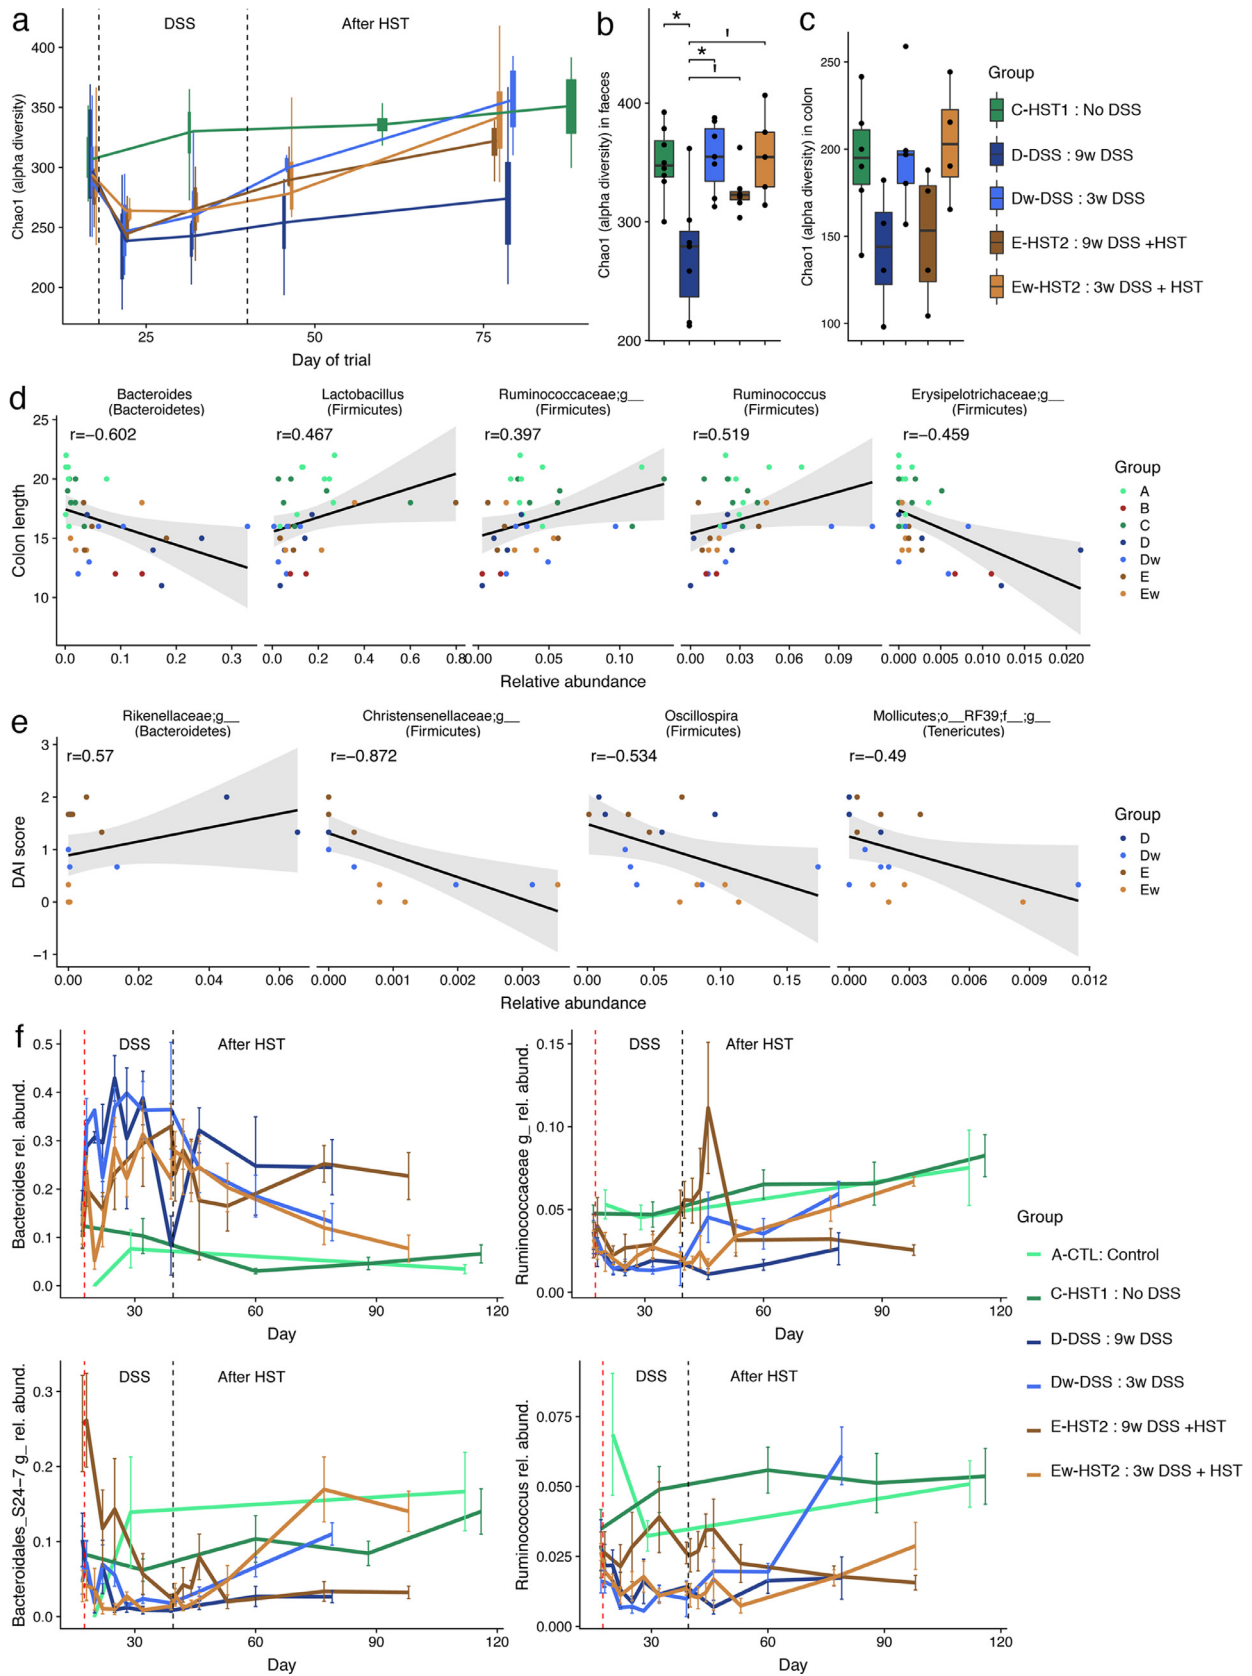 a
DSS
After HST
Chao1 (alpha diversity)
400
350
300
250
200
25
50
75
Day of trial
b
*
*
Chao1 (alpha diversity) in faeces
400
300
200
c
Chao1 (alpha diversity) in colon
250
200
150
100
Group
C-HST1 : No DSS
D-DSS : 9w DSS
Dw-DSS : 3w DSS
E-HST2 : 9w DSS +HST
Ew-HST2 : 3w DSS + HST
d
Bacteroides
(Bacteroidetes)
Lactobacillus
(Firmicutes)
Ruminococcaceae;g__
(Firmicutes)
Ruminococcus
(Firmicutes)
Erysipelotrichaceae;g__
(Firmicutes)
r=−0.602
r=0.467
r=0.397
r=0.519
r=−0.459
Colon length
25
20
15
10
0.0 0.1 0.2 0.3
0.0 0.2 0.4 0.6 0.8
0.00 0.05 0.10
0.00 0.03 0.06 0.09
0.000 0.005 0.010 0.015 0.020
Relative abundance
Group
A
B
C
D
Dw
E
Ew
e
Rikenellaceae;g__
(Bacteroidetes)
Christensenellaceae;g__
(Firmicutes)
Oscillospira
(Firmicutes)
Mollicutes;o__RF39;f__;g__
(Tenericutes)
r=0.57
r=−0.872
r=−0.534
r=−0.49
DAI score
3
2
1
0
−1
0.00 0.02 0.04 0.06
0.000 0.001 0.002 0.003
0.00 0.05 0.10 0.15
0.000 0.003 0.006 0.009 0.012
Relative abundance
Group
D
Dw
E
Ew
f
DSS
After HST
Bacteroides rel. abund.
0.5
0.4
0.3
0.2
0.1
0.0
30 60 90 120
Day
DSS
After HST
Ruminococcaceae g_ rel. abund.
0.15
0.10
0.05
0.00
30 60 90 120
Day
DSS
After HST
Bacteroidales_S24−7 g_ rel. abund.
0.3
0.2
0.1
0.0
30 60 90 120
Day
DSS
After HST
Ruminococcus rel. abund.
0.075
0.050
0.025
0.000
30 60 90 120
Day
Group
A-CTL: Control
C-HST1 : No DSS
D-DSS : 9w DSS
Dw-DSS : 3w DSS
E-HST2 : 9w DSS +HST
Ew-HST2 : 3w DSS + HST